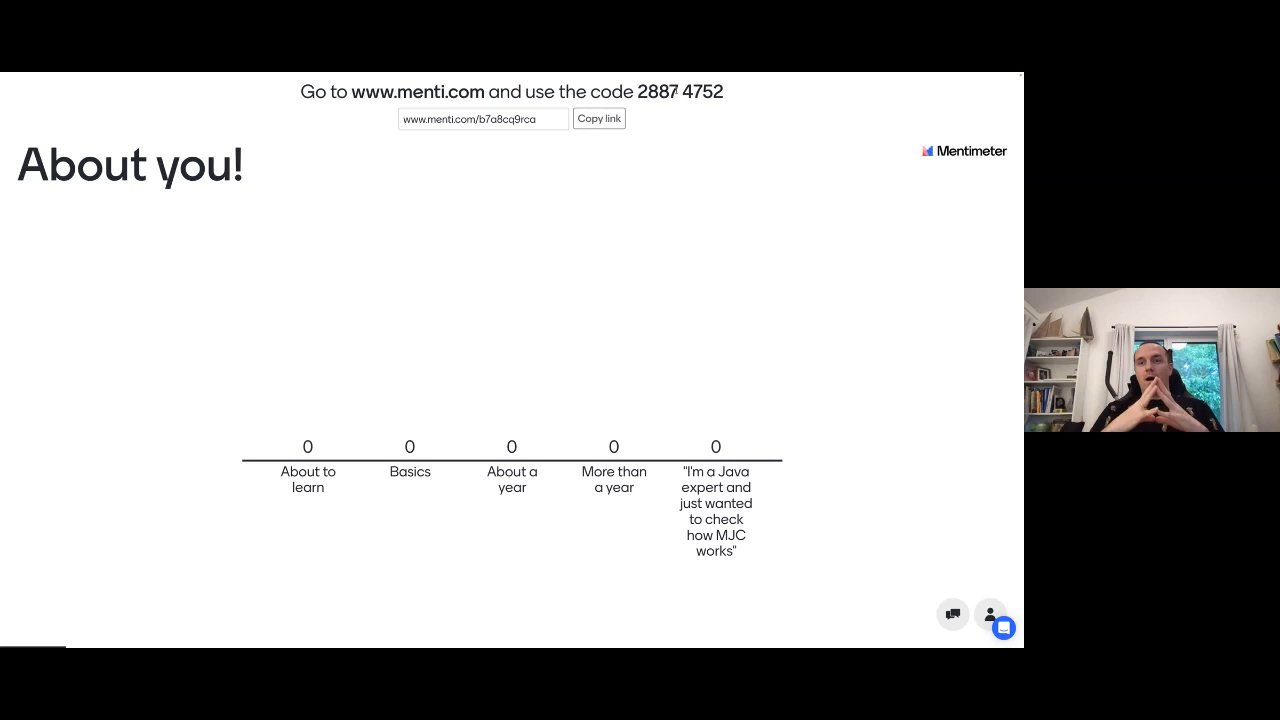 Go to www.menti.com and use the code 2887 4752
www.menti.com/b7a8cq9rca
Copy link
About you!
Mentimeter
0
0
0
0
0
About to
learn
Basics
About a
year
More than
a year
"I'm a Java
expert and
just wanted
to check
how MJC
works"